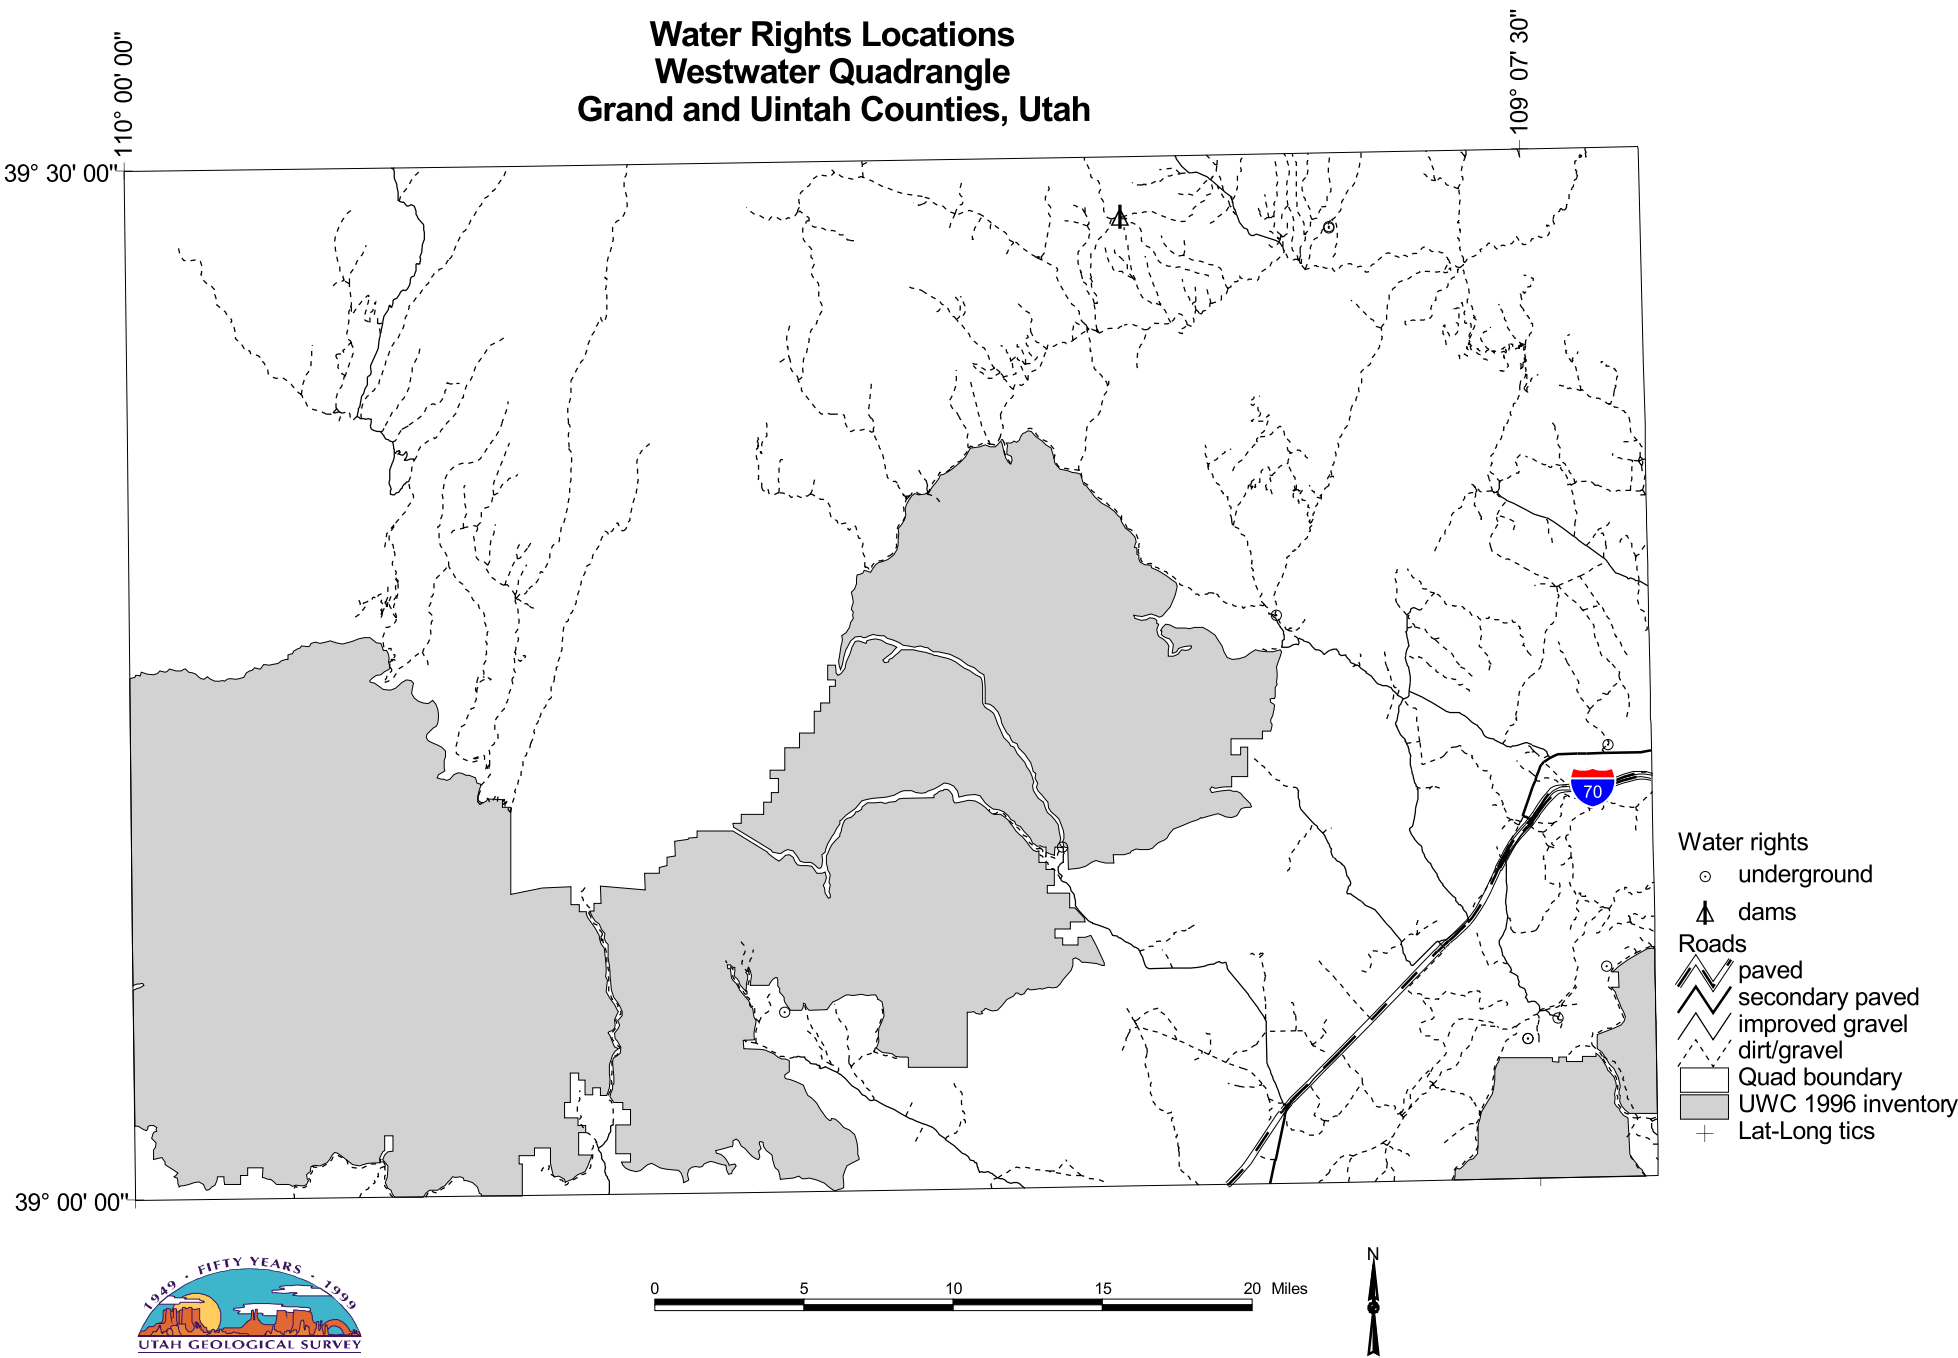 Water Rights Locations
Westwater Quadrangle
Grand and Uintah Counties, Utah
110° 00' 00"
109° 07' 30"
39° 30' 00"
70
Water rights
underground
dams
Roads
paved
secondary paved
improved gravel
dirt/gravel
Quad boundary
UWC 1996 inventory
Lat-Long tics
39° 00' 00"
1949 - FIFTY YEARS - 1999
UTAH GEOLOGICAL SURVEY
0 5 10 15 20 Miles
N